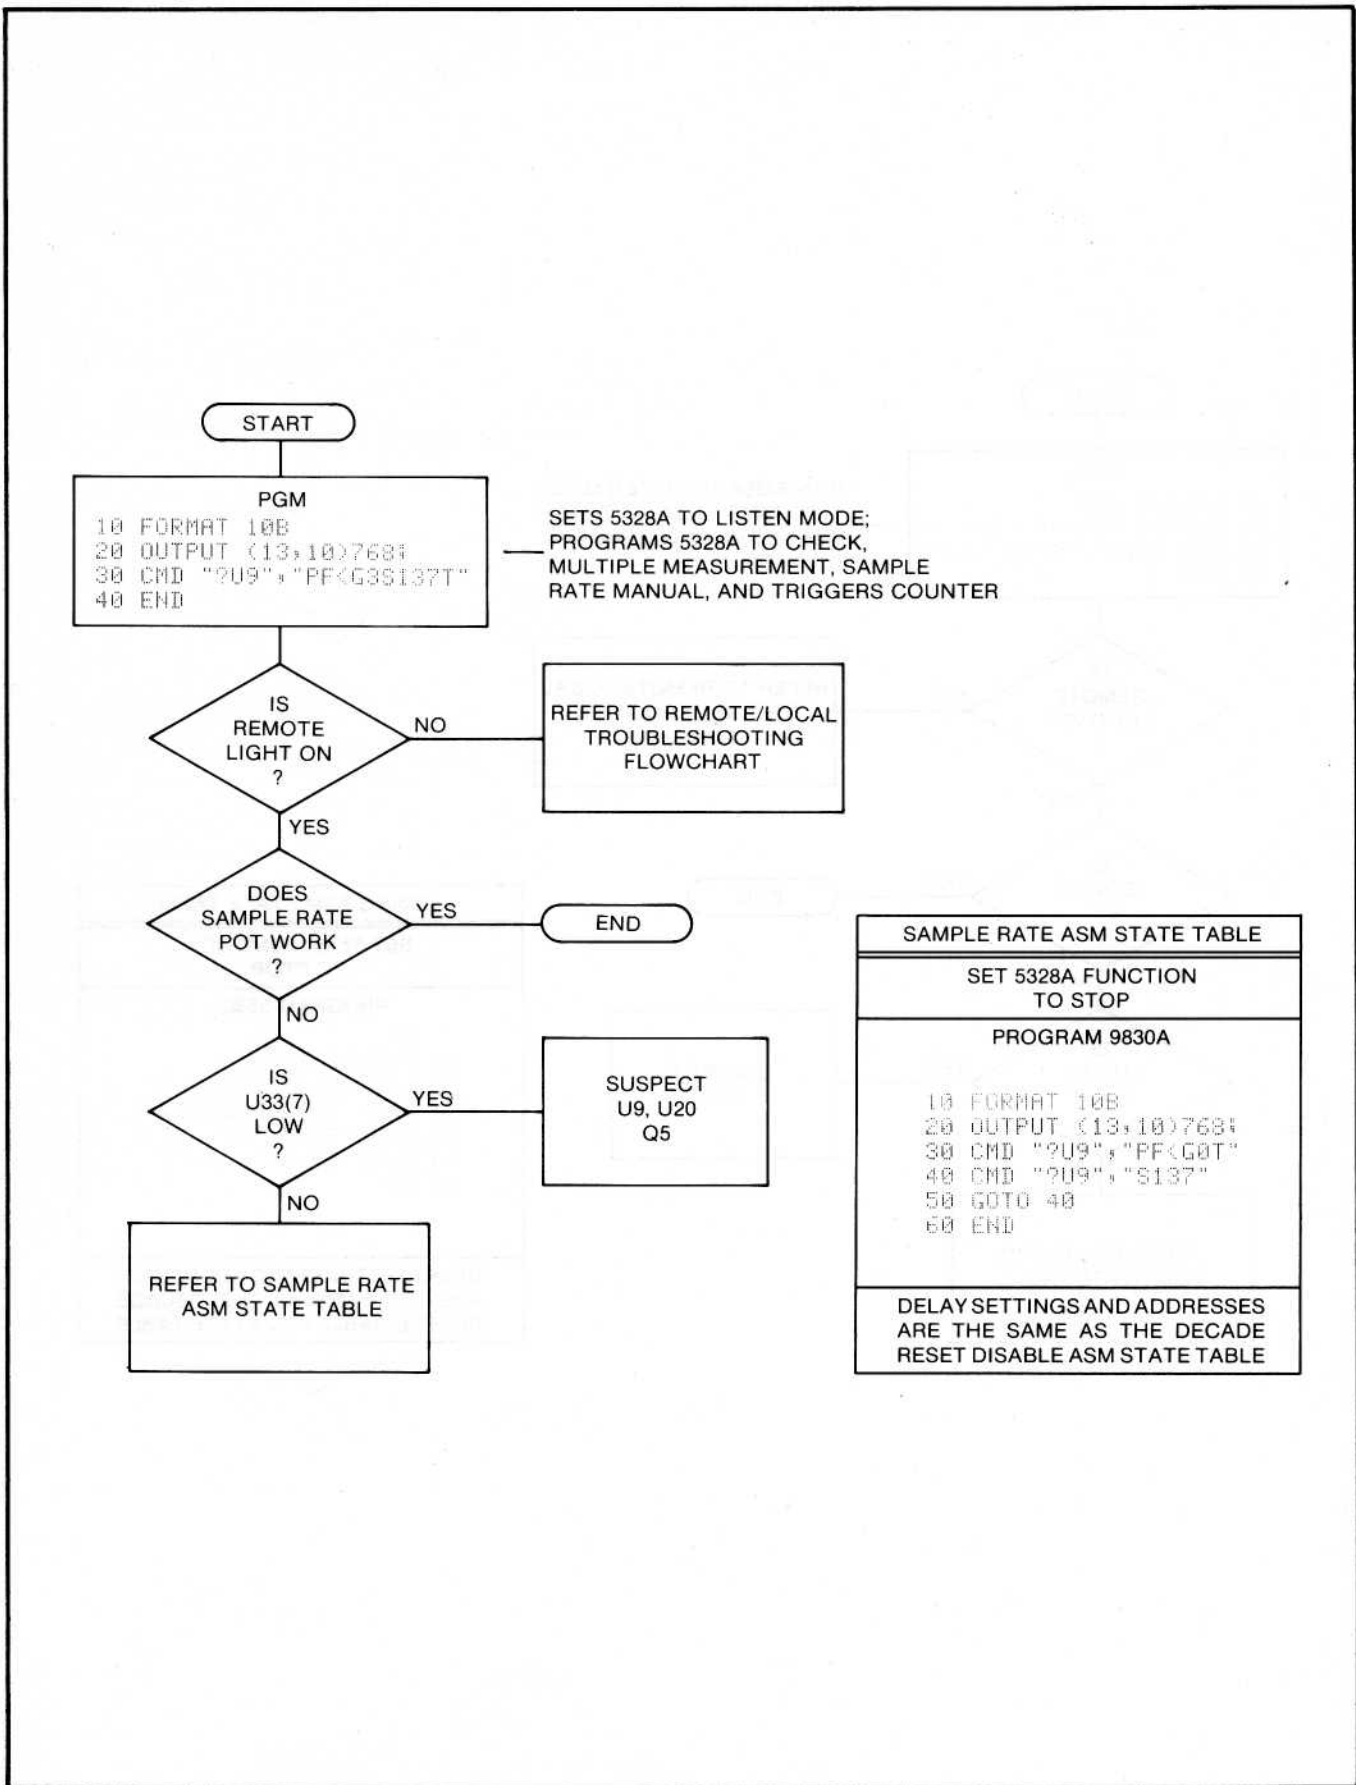 START
PGM
10 FORMAT 10B
20 OUTPUT (13,10)768;
30 CMD "?U9","PF<G3S137T"
40 END
SETS 5328A TO LISTEN MODE;
PROGRAMS 5328A TO CHECK,
MULTIPLE MEASUREMENT, SAMPLE
RATE MANUAL, AND TRIGGERS COUNTER
IS
REMOTE
LIGHT ON
?
NO
REFER TO REMOTE/LOCAL
TROUBLESHOOTING
FLOWCHART
YES
DOES
SAMPLE RATE
POT WORK
?
YES
END
NO
IS
U33(7)
LOW
?
YES
SUSPECT
U9, U20
Q5
NO
REFER TO SAMPLE RATE
ASM STATE TABLE
SAMPLE RATE ASM STATE TABLE
SET 5328A FUNCTION
TO STOP
PROGRAM 9830A
10 FORMAT 10B
20 OUTPUT (13,10)768;
30 CMD "?U9","PF<G0T"
40 CMD "?U9","S137"
50 GOTO 40
60 END
DELAY SETTINGS AND ADDRESSES
ARE THE SAME AS THE DECADE
RESET DISABLE ASM STATE TABLE